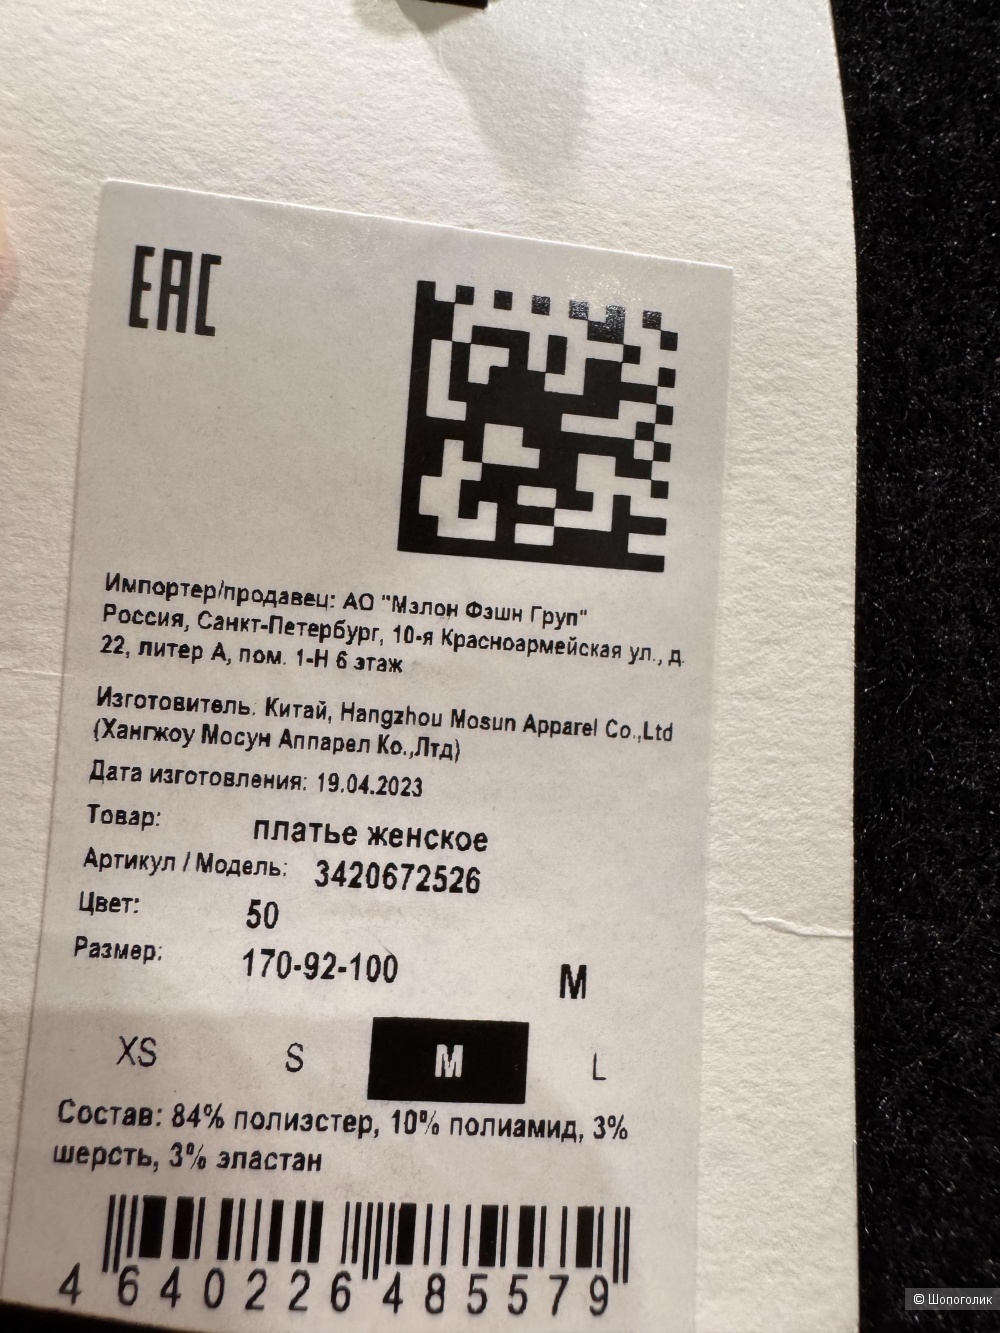 EAC
Импортер/продавец: АО "Мэлон Фэшн Груп"
Россия, Санкт-Петербург, 10-я Красноармейская ул., д.
22, литер А, пом. 1-Н 6 этаж
Изготовитель: Китай, Hangzhou Mosun Apparel Co.,Ltd
(Хангжоу Мосун Аппарел Ко.,Лтд)
Дата изготовления: 19.04.2023
Товар: платье женское
Артикул / Модель: 3420672526
Цвет: 50
Размер: 170-92-100 M
XS S M L
Состав: 84% полиэстер, 10% полиамид, 3%
шерсть, 3% эластан
4 640226 485579
© Шопоголик